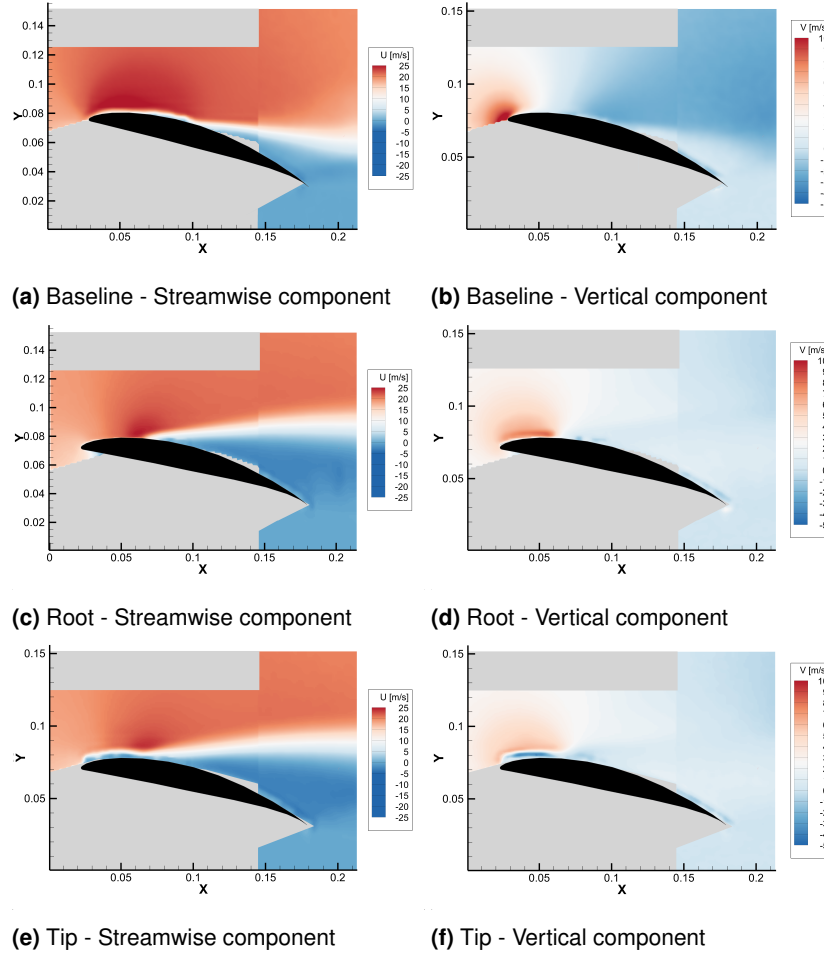 U [m/s]
25
20
15
10
5
0
-5
-10
-15
-20
-25
0.14
0.12
0.1
0.08
0.06
0.04
0.02
Y
0.05 0.1 0.15 0.2
X
V [m/s]
0.15
0.1
0.05
Y
0.05 0.1 0.15 0.2
X
(a) Baseline - Streamwise component
(b) Baseline - Vertical component
U [m/s]
25
20
15
10
5
0
-5
-10
-15
-20
-25
0.14
0.12
0.1
0.08
0.06
0.04
0.02
Y
0 0.05 0.1 0.15 0.2
X
V [m/s]
10
0.15
0.1
0.05
Y
0.05 0.1 0.15 0.2
X
(c) Root - Streamwise component
(d) Root - Vertical component
U [m/s]
25
20
15
10
5
0
-5
-10
-15
-20
-25
0.15
0.1
0.05
Y
0.05 0.1 0.15 0.2
X
V [m/s]
10
0.15
0.1
0.05
Y
0.05 0.1 0.15 0.2
X
(e) Tip - Streamwise component
(f) Tip - Vertical component